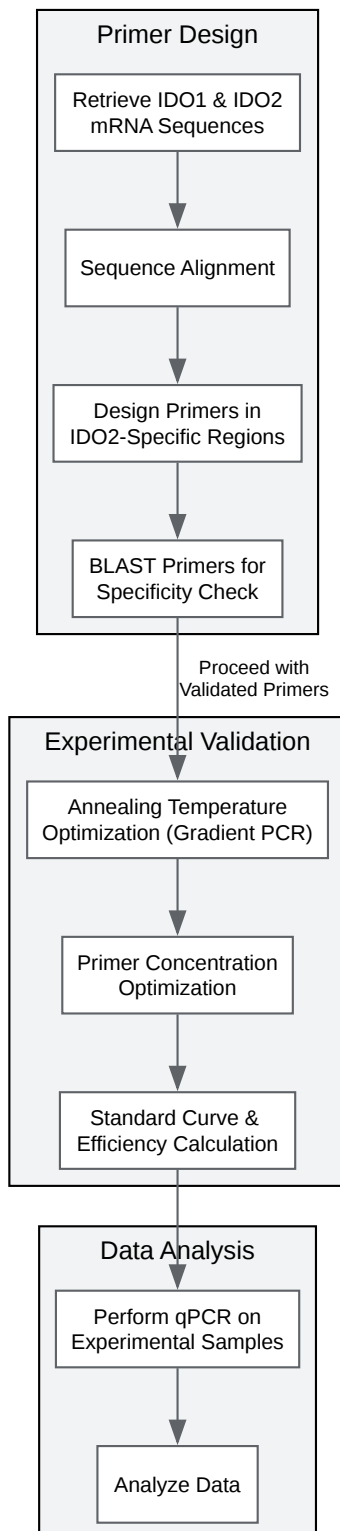 Primer Design
Retrieve IDO1 & IDO2
mRNA Sequences
Sequence Alignment
Design Primers in
IDO2-Specific Regions
BLAST Primers for
Specificity Check
Proceed with
Validated Primers
Experimental Validation
Annealing Temperature
Optimization (Gradient PCR)
Primer Concentration
Optimization
Standard Curve &
Efficiency Calculation
Data Analysis
Perform qPCR on
Experimental Samples
Analyze Data